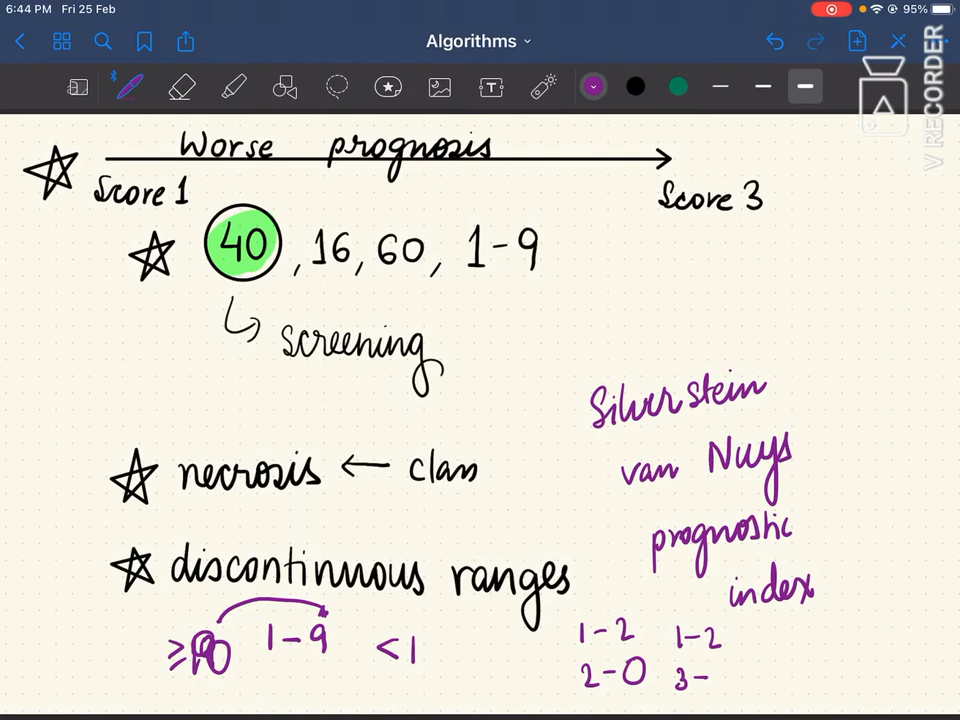 6:44 PM Fri 25 Feb
95%
Algorithms
V RECORDER
Worse prognosis
Score 1
Score 3
40, 16, 60, 1-9
screening
Silverstein
van Nuys
prognostic
index
necrosis ← class
discontinuous ranges
1-9 <1
1-2 1-2
2-0 3-